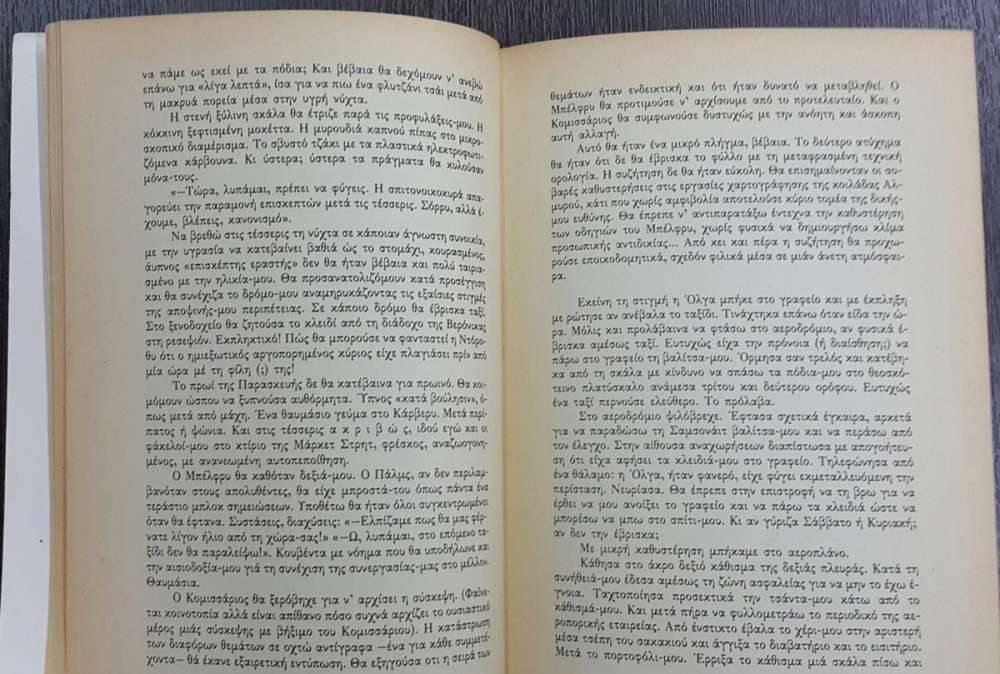 να πάμε ως εκεί με τα πόδια; Και βέβαια θα δεχόμουν ν' ανεβώ
επάνω για «λίγα λεπτά», ίσα για να πιω ένα φλυτζάνι τσάι μετά από
τη μακρυά πορεία μέσα στην υγρή νύχτα.
Η στενή ξύλινη σκάλα θα έτριζε παρά τις προφυλάξεις-μου. Η
κόκκινη ξεφτισμένη μοκέττα. Η μυρουδιά καπνού πίπας στο μικρο-
σκοπικό διαμέρισμα. Το σβυστό τζάκι με τα πλαστικά ηλεκτροφωτι-
ζόμενα κάρβουνα. Κι ύστερα; ύστερα τα πράγματα θα κυλούσαν
μόνα-τους.
«—Τώρα, λυπάμαι, πρέπει να φύγεις. Η σπιτονοικοκυρά απα-
γορεύει την παραμονή επισκεπτών μετά τις τέσσερις. Σόρρυ, αλλά έ-
χουμε, βλέπεις, κανονισμό».
Να βρεθώ στις τέσσερις τη νύχτα σε κάποιαν άγνωστη συνοικία,
με την υγρασία να κατεβαίνει βαθιά ώς το στομάχι, κουρασμένος,
άυπνος «επισκέπτης εραστής» δεν θα ήταν βέβαια και πολύ ταιρια-
σμένο με την ηλικία-μου. Θα προσανατολιζόμουν κατά προσέγγιση
και θα συνέχιζα το δρόμο-μου αναμηρυκάζοντας τις εξαίσιες στιγμές
της αποψινής-μου περιπέτειας. Σε κάποιο δρόμο θα έβρισκα ταξί.
Στο ξενοδοχείο θα ζητούσα το κλειδί από τη διάδοχο της Βερόνικας
στη ρεσεψιόν. Εκπληκτικό! Πώς θα μπορούσε να φανταστεί η Ντόρο-
θυ ότι ο ημιεξωτικός αργοπορημένος κύριος είχε πλαγιάσει πρίν από
μία ώρα μέ τη φίλη (;) της!
Το πρωί της Παρασκευής δε θα κατέβαινα για πρωινό. Θα κοι-
μόμουν ώσπου να ξυπνούσα αυθόρμητα. Ύπνος «κατά βούλησιν», ό-
πως μετά από μάχη. Ένα θαυμάσιο γεύμα στο Κάρβερυ. Μετά περί-
πατος ή ψώνια. Και στις τέσσερις α κ ρ ι β ώ ς, ιδού εγώ και οι
φάκελοί-μου στο κτίριο της Μάρκετ Στρητ, φρέσκος, αναζωογονη-
μένος, με ανανεωμένη αυτοπεποίθηση.
Ο Μπέλφρυ θα καθόταν δεξιά-μου. Ο Πάλμς, αν δεν περιλαμ-
βανόταν στους απολυθέντες, θα είχε μπροστά-του όπως πάντα ένα
τεράστιο μπλοκ σημειώσεων. Υποθέτω θα ήταν όλοι συγκεντρωμένοι
όταν θα έφτανα. Συστάσεις, διαχύσεις: «—Ελπίζαμε πως θα μας φέρ-
νατε λίγον ήλιο από τη χώρα-σας!» «—Ω, λυπάμαι, στο επόμενο τα-
ξίδι δεν θα παραλείψω!». Κουβέντα με νόημα που θα υποδήλωνε και
την αισιοδοξία-μου γιά τη συνέχιση της συνεργασίας-μας στο μέλλον.
Θαυμάσια.
Ο Κομισσάριος θα ξερόβηχε για ν' αρχίσει η σύσκεψη. (Φαίνε-
ται κοινοτοπία αλλά είναι απίθανο πόσο συχνά αρχίζει το ουσιαστικό
μέρος μιάς σύσκεψης με βήξιμο του Κομισσάριου). Η κατάστρωση
των διαφόρων θεμάτων σε οχτώ αντίγραφα —ένα για κάθε συμμετέ-
χοντα— θά έκανε εξαιρετική εντύπωση. Θα εξηγούσα οτι η σειρά των
θεμάτων ήταν ενδεικτική και ότι ήταν δυνατό να μεταβληθεί. Ο
Μπέλφρυ θα προτιμούσε ν' αρχίσουμε από το προτελευταίο. Και ο
Κομισσάριος θα συμφωνούσε δυστυχώς με την ανόητη και άσκοπη
αυτή αλλαγή.
Αυτό θα ήταν ένα μικρό πλήγμα, βέβαια. Το δεύτερο ατύχημα
θα ήταν ότι δε θα έβρισκα το φύλλο με τη μεταφρασμένη τεχνική
ορολογία. Η συζήτηση δε θα ήταν εύκολη. Θα επισημαίνονταν οι σο-
βαρές καθυστερήσεις στις εργασίες χαρτογράφησης της κοιλάδας Αλ-
μυρού, κάτι που χωρίς αμφιβολία αποτελούσε κύριο τομέα της δικής-
μου ευθύνης. Θα έπρεπε ν' αντιπαρατάξω έντεχνα την καθυστέρηση
των οδηγιών του Μπέλφρυ, χωρίς φυσικά να δημιουργήσω κλίμα
προσωπικής αντιδικίας... Από κει και πέρα η συζήτηση θα προχω-
ρούσε εποικοδομητικά, σχεδόν φιλικά μέσα σε μιάν άνετη ατμόσφαι-
ρα.
Εκείνη τη στιγμή η Όλγα μπήκε στο γραφείο και με έκπληξη
με ρώτησε αν ανέβαλα το ταξίδι. Τινάχτηκα επάνω όταν είδα την ώ-
ρα. Μόλις και προλάβαινα να φτάσω στο αεροδρόμιο, αν φυσικά έ-
βρισκα αμέσως ταξί. Ευτυχώς είχα την πρόνοια (ή διαίσθηση;) να
πάρω στο γραφείο τη βαλίτσα-μου. Όρμησα σαν τρελός και κατέβη-
κα από τη σκάλα με κίνδυνο να σπάσω τα πόδια-μου στο θεοσκό-
τεινο πλατύσκαλο ανάμεσα τρίτου και δεύτερου ορόφου. Ευτυχώς
ένα ταξί περνούσε ελεύθερο. Το πρόλαβα.
Στο αεροδρόμιο ψιλόβρεχε. Έφτασα σχετικά έγκαιρα, αρκετά
για να παραδώσω τη Σαμσονάιτ βαλίτσα-μου και να περάσω από
τον έλεγχο. Στην αίθουσα αναχωρήσεων διαπίστωσα με απογοήτευ-
ση ότι είχα αφήσει τα κλειδιά-μου στο γραφείο. Τηλεφώνησα από
ένα θάλαμο: η Όλγα, ήταν φανερό, είχε φύγει εκμεταλλευόμενη την
περίσταση. Νευρίασα. Θα έπρεπε στην επιστροφή να τη βρω για να
έρθει να μου ανοίξει το γραφείο και να πάρω τα κλειδιά ώστε να
μπορέσω να μπω στο σπίτι-μου. Κι αν γύριζα Σάββατο ή Κυριακή;
αν δεν την έβρισκα;
Με μικρή καθυστέρηση μπήκαμε στο αεροπλάνο.
Κάθησα στο άκρο δεξιό κάθισμα της δεξιάς πλευράς. Κατά τη
συνήθειά-μου έδεσα αμέσως τη ζώνη ασφαλείας για να μην το έχω έ-
γνοια. Ταχτοποίησα προσεκτικά την τσάντα-μου κάτω από το
κάθισμά-μου. Και μετά πήρα να φυλλομετράω το περιοδικό της αε-
ροπορικής εταιρείας. Από ένστικτο έβαλα το χέρι-μου στην αριστερή
μέσα τσέπη του σακακιού και άγγιξα το διαβατήριο και το εισιτήριο.
Μετά το πορτοφόλι-μου. Έρριξα το κάθισμα μιά σκάλα πίσω και